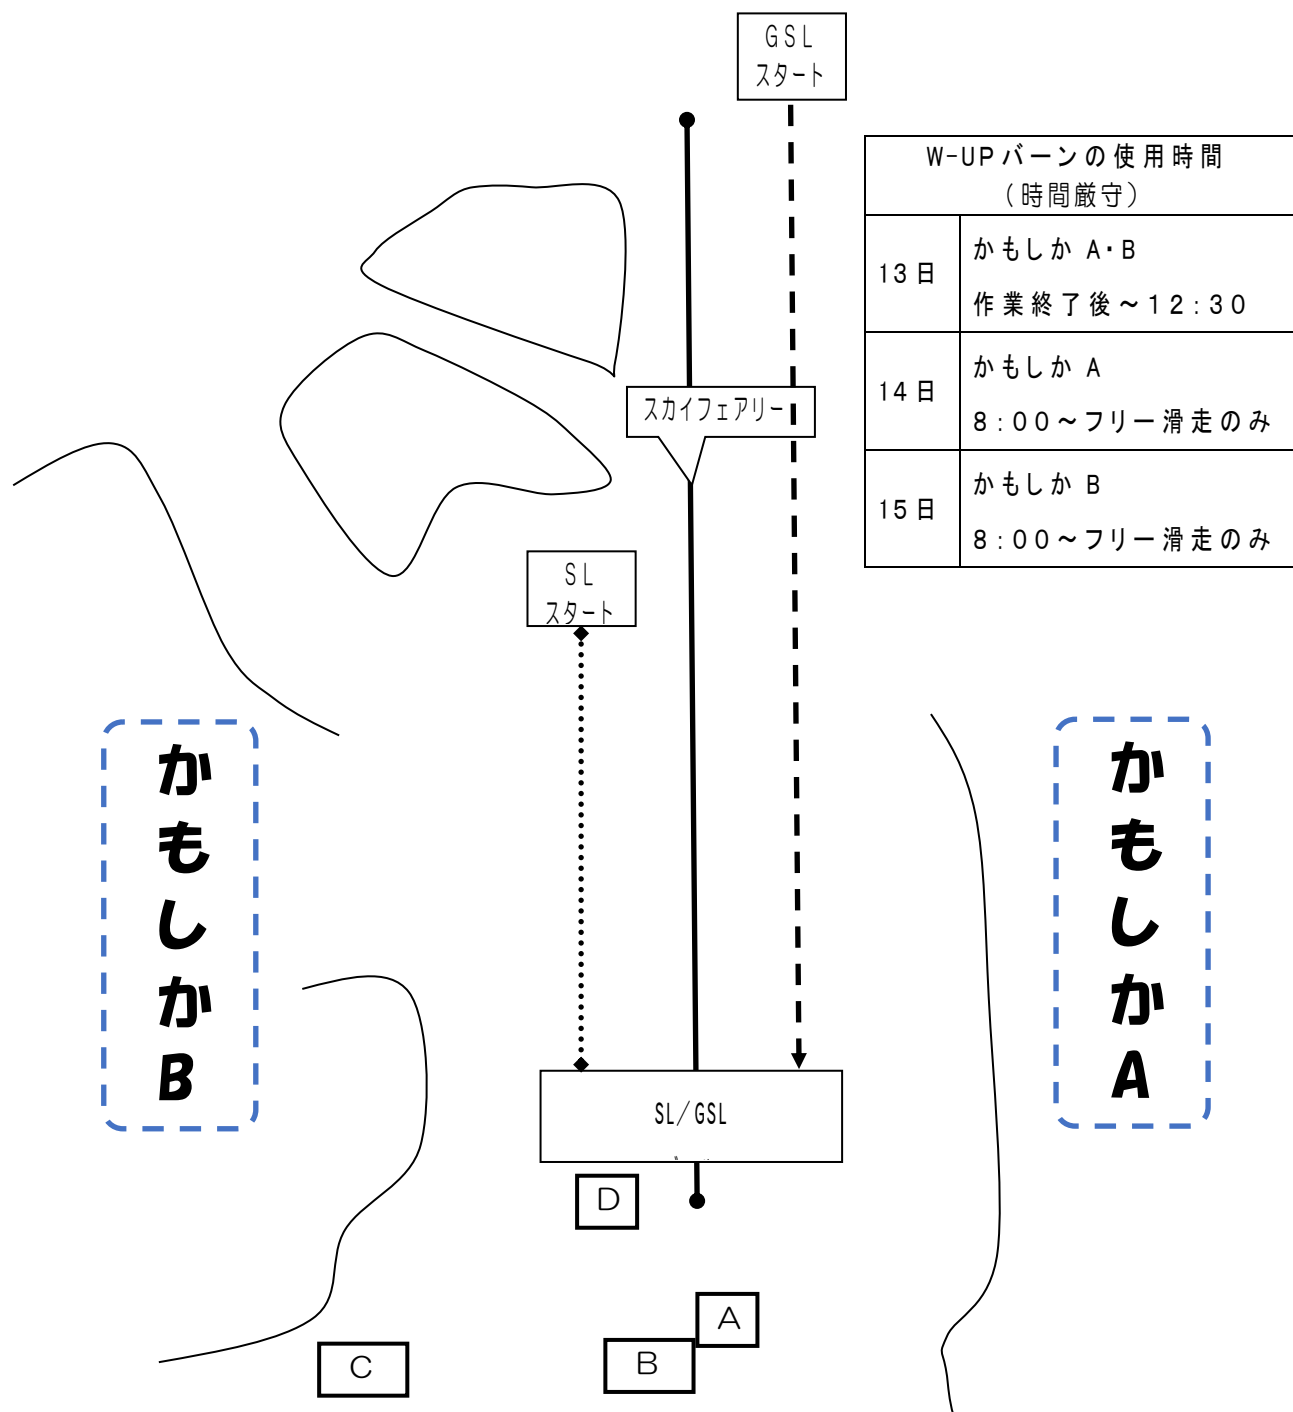 GSL
スタート
W-UPバーンの使用時間
（時間厳守）
13日
かもしか A・B
作業終了後～12:30
14日
かもしか A
8:00～フリー滑走のみ
15日
かもしか B
8:00～フリー滑走のみ
スカイフェアリー
SL
スタート
かもしかB
かもしかA
SL/GSL
D
A
B
C